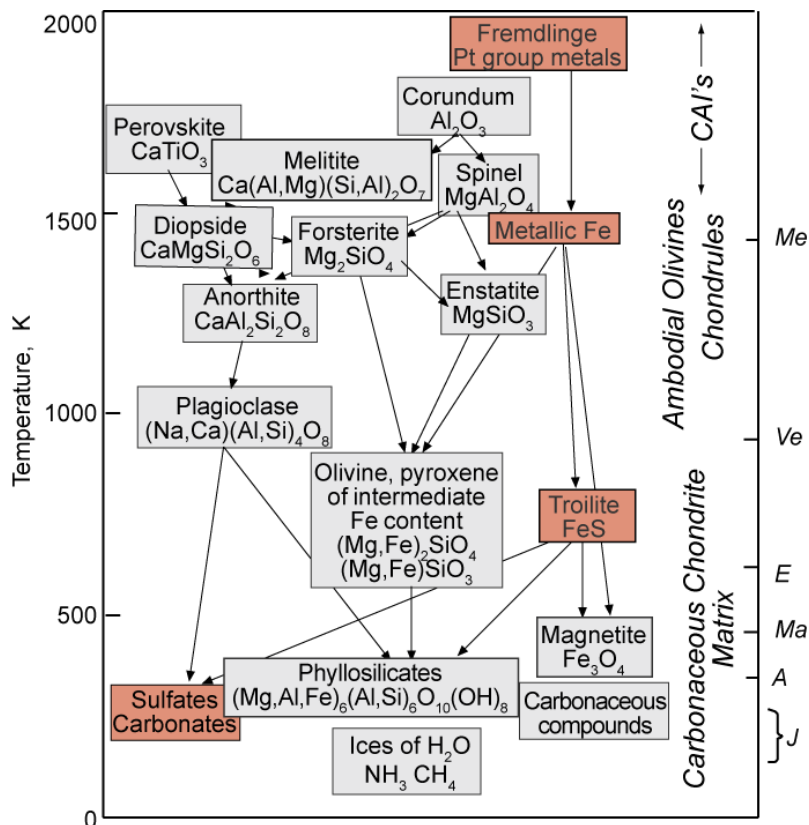 2000
1500
1000
500
0
Temperature, K
Fremdlinge
Pt group metals
Corundum
Al₂O₃
Perovskite
CaTiO₃
Melitite
Ca(Al,Mg)(Si,Al)₂O₇
Spinel
MgAl₂O₄
Diopside
CaMgSi₂O₆
Forsterite
Mg₂SiO₄
Metallic Fe
Anorthite
CaAl₂Si₂O₈
Enstatite
MgSiO₃
Plagioclase
(Na,Ca)(Al,Si)₄O₈
Olivine, pyroxene
of intermediate
Fe content
(Mg,Fe)₂SiO₄
(Mg,Fe)SiO₃
Troilite
FeS
Magnetite
Fe₃O₄
Phyllosilicates
(Mg,Al,Fe)₆(Al,Si)₆O₁₀(OH)₈
Sulfates
Carbonates
Carbonaceous
compounds
Ices of H₂O
NH₃ CH₄
CAI's
Ambodial Olivines
Chondrules
Carbonaceous Chondrite
Matrix
Me
Ve
E
Ma
A
J